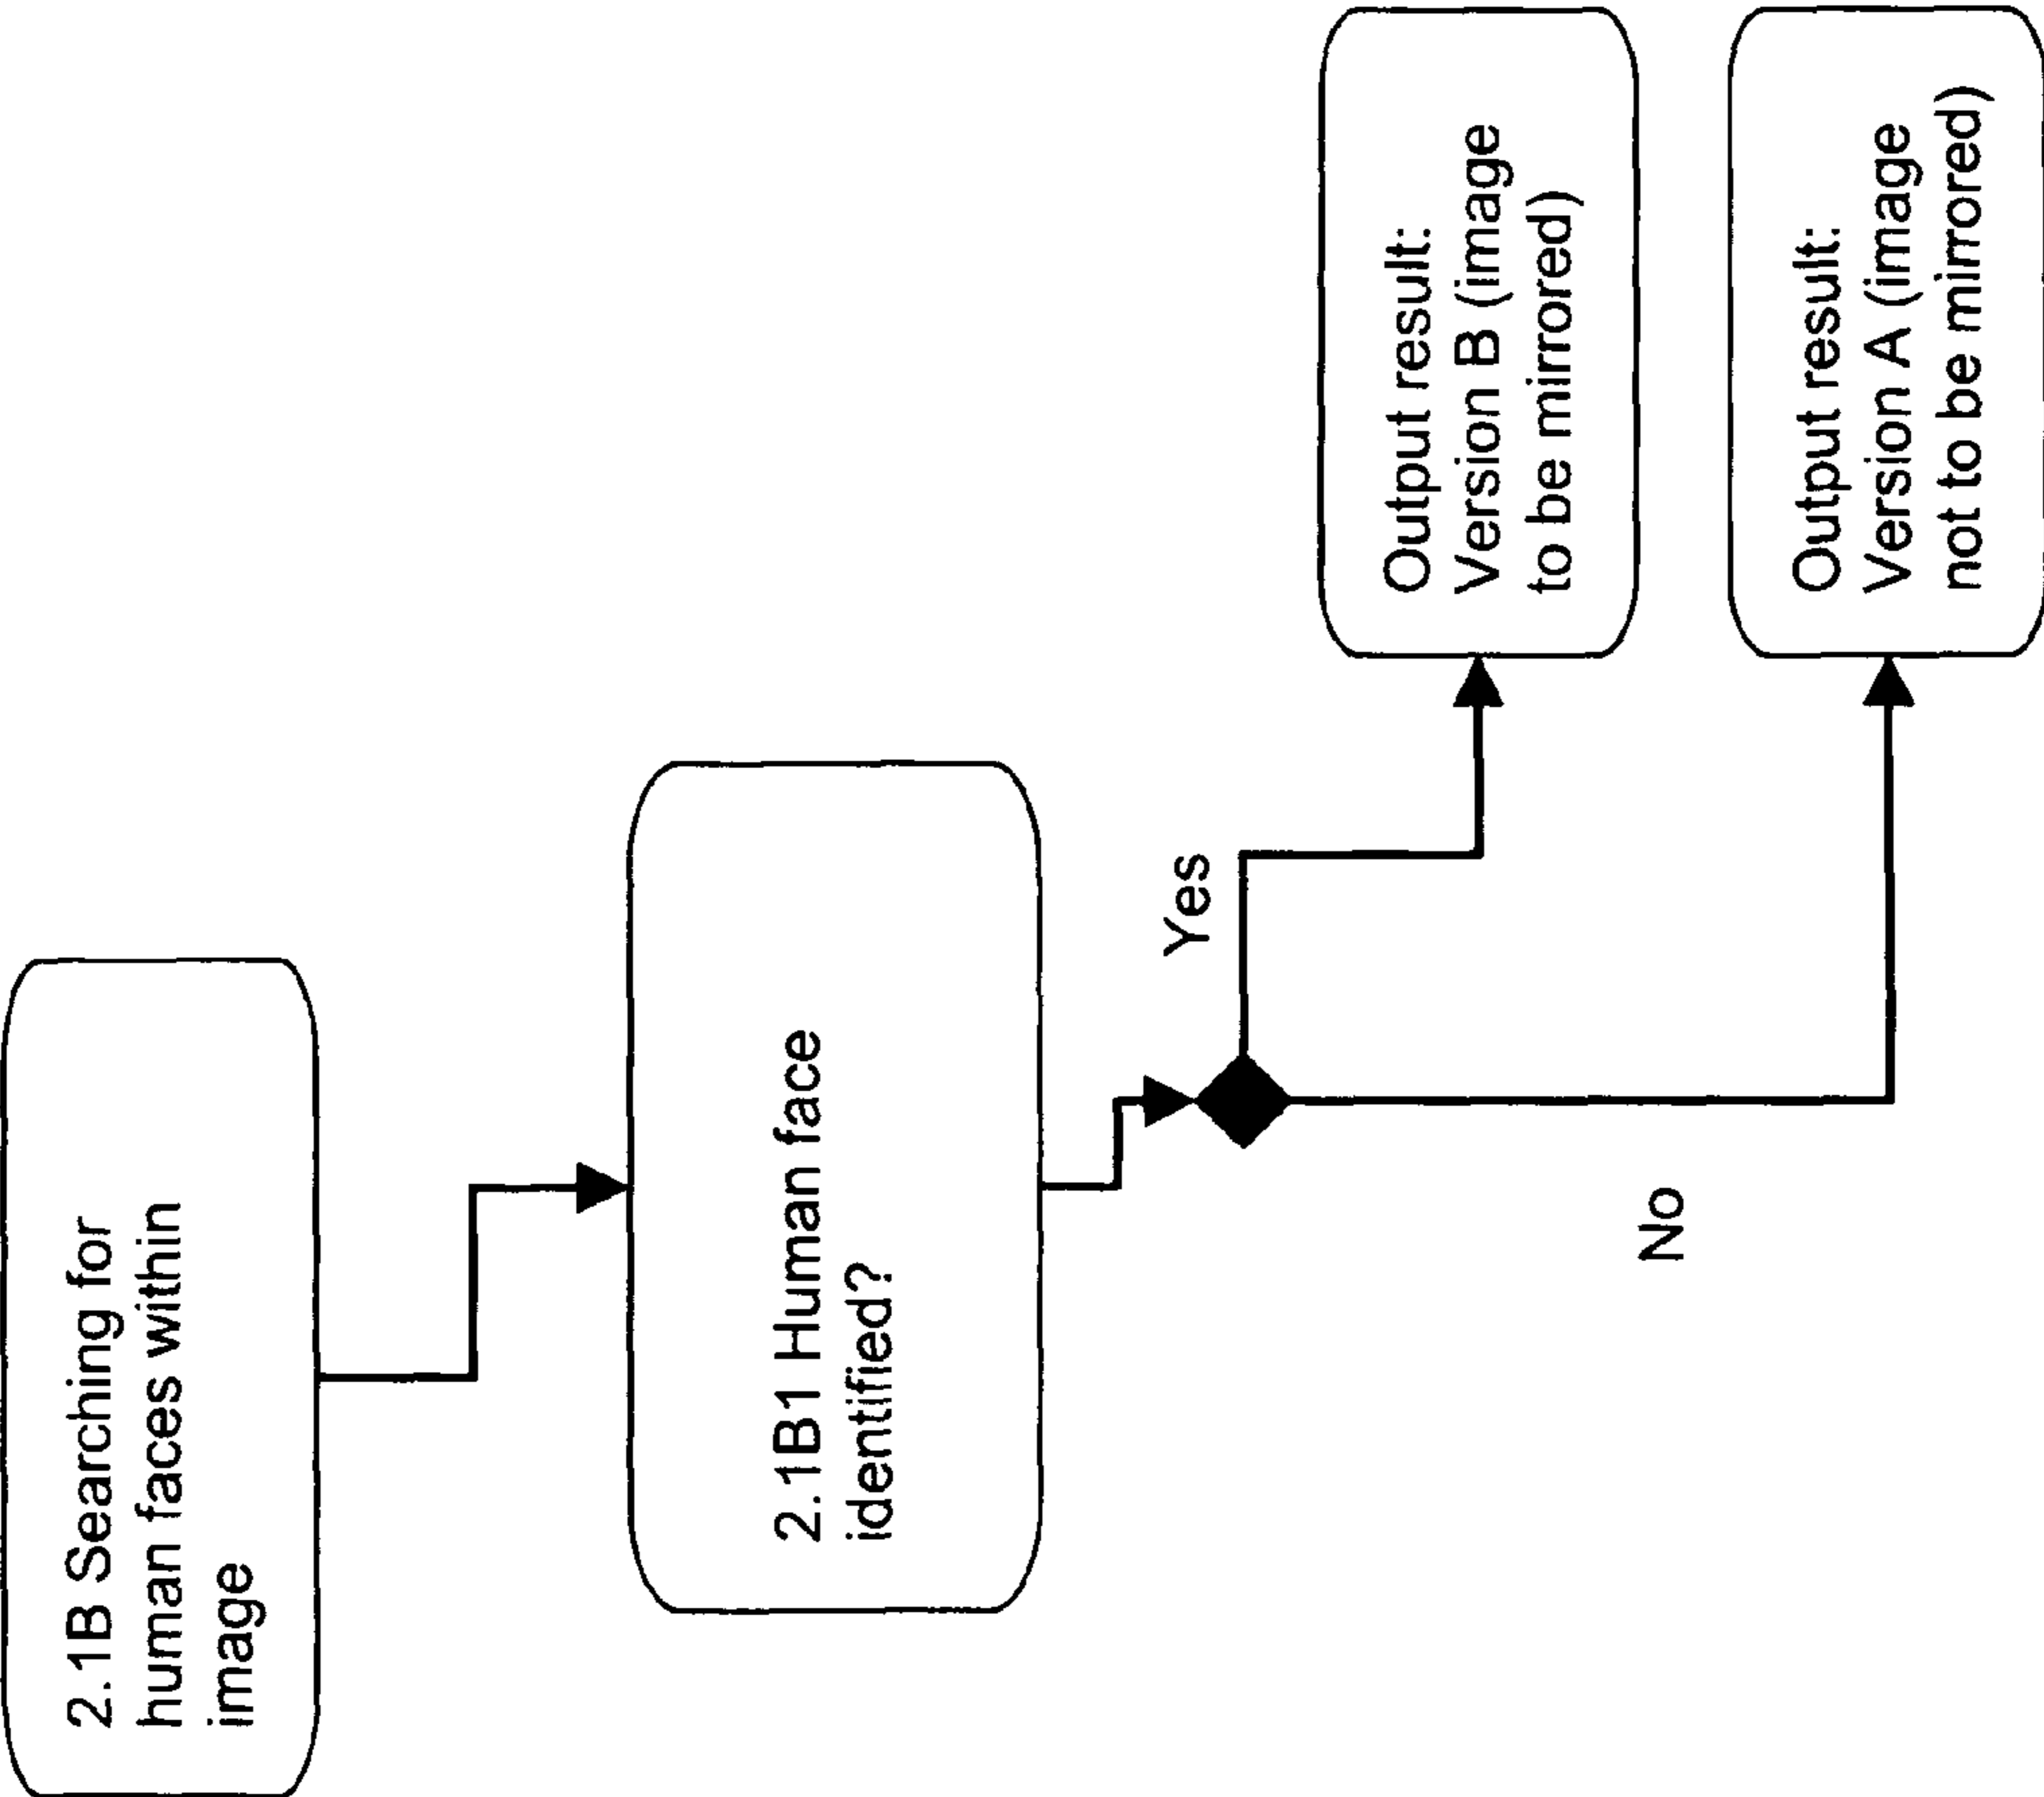 2.1B Searching for
human faces within
image
2.1B1 Human face
identified?
Yes
No
Output result:
Version B (image
to be mirrored)
Output result:
Version A (image
not to be mirrored)